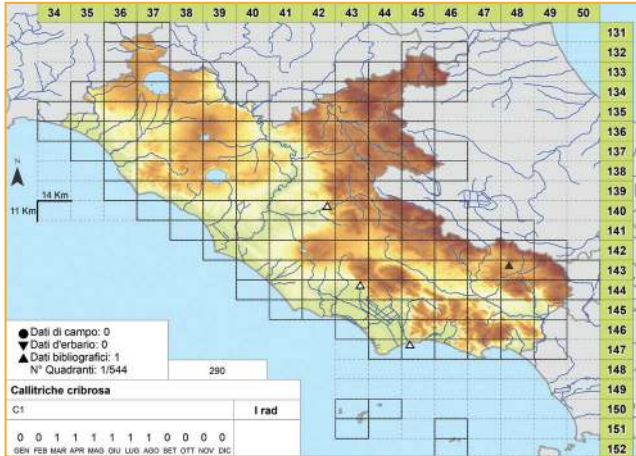 34 35 36 37 38 39 40 41 42 43 44 45 46 47 48 49 50
131
132
133
134
135
136
137
138
139
140
141
142
143
144
145
146
147
148
149
150
151
152
N
14 Km
11 Km
Dati di campo: 0
Dati d'erbario: 0
Dati bibliografici: 1
N° Quadranti: 1/544
290
Callitriche cribrosa
C1 I rad
0 0 1 1 1 1 1 1 0 0 0 0
GEN FEB MAR APR MAG GIU LUG AGO SET OTT NOV DIC